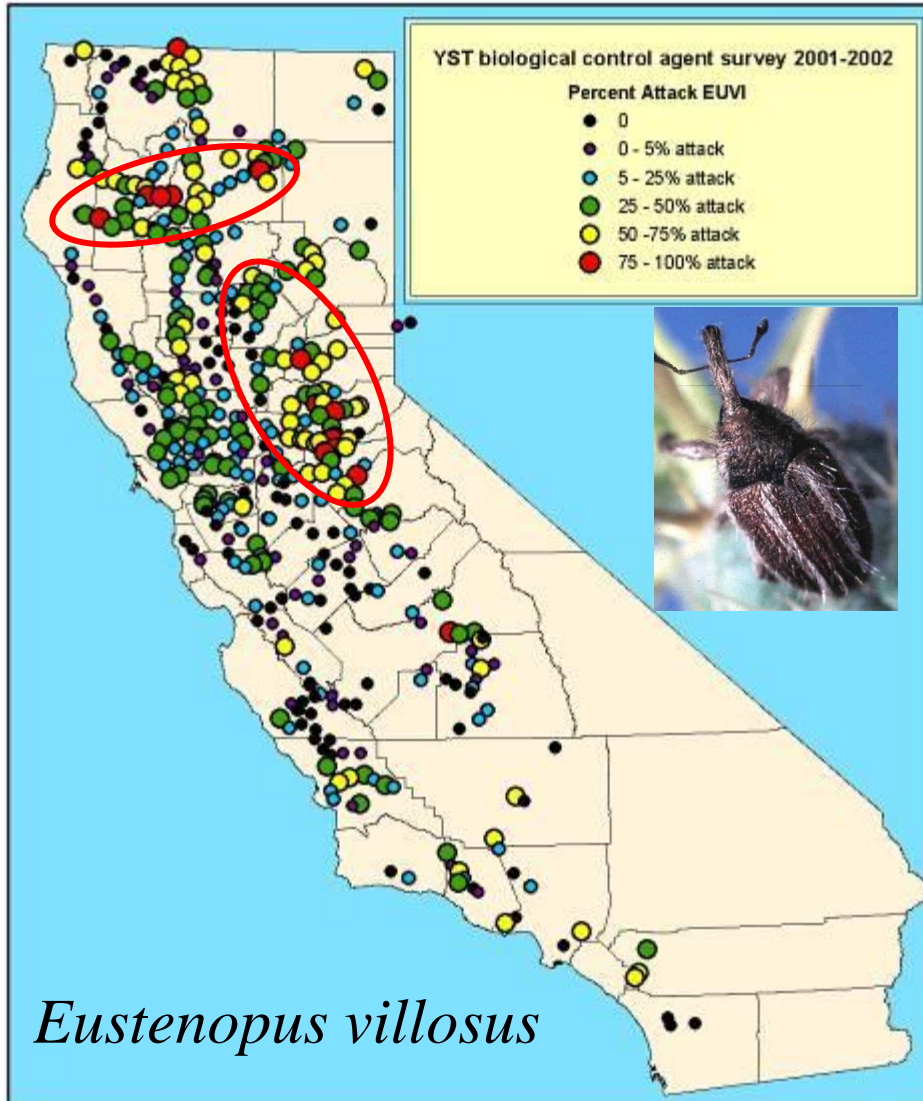 YST biological control agent survey 2001-2002
Percent Attack EUVI
0
0 - 5% attack
5 - 25% attack
25 - 50% attack
50 -75% attack
75 - 100% attack
Eustenopus villosus